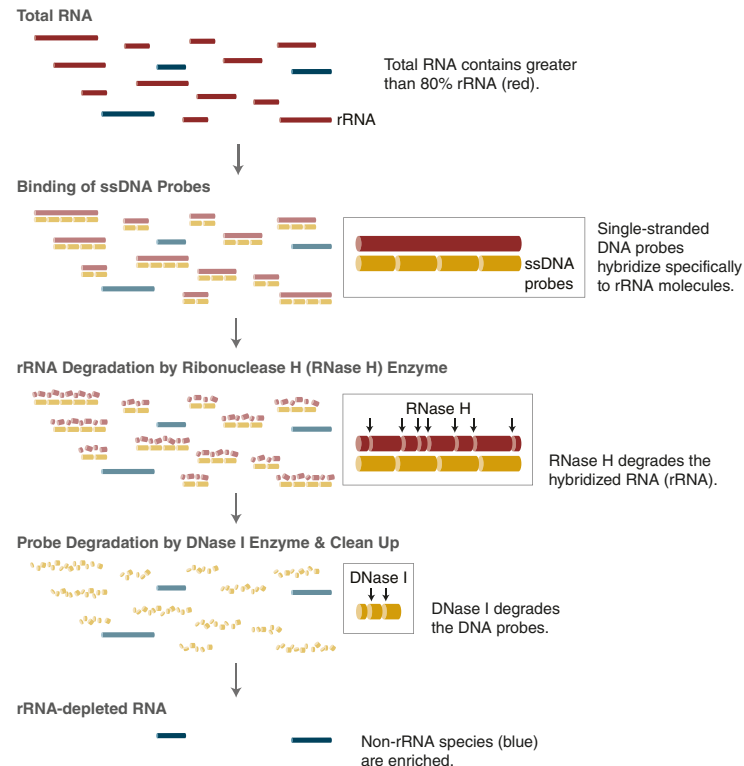 Total RNA
Total RNA contains greater
than 80% rRNA (red).
rRNA
Binding of ssDNA Probes
ssDNA
probes
Single-stranded
DNA probes
hybridize specifically
to rRNA molecules.
rRNA Degradation by Ribonuclease H (RNase H) Enzyme
RNase H
RNase H degrades the
hybridized RNA (rRNA).
Probe Degradation by DNase I Enzyme & Clean Up
DNase I
DNase I degrades
the DNA probes.
rRNA-depleted RNA
Non-rRNA species (blue)
are enriched.